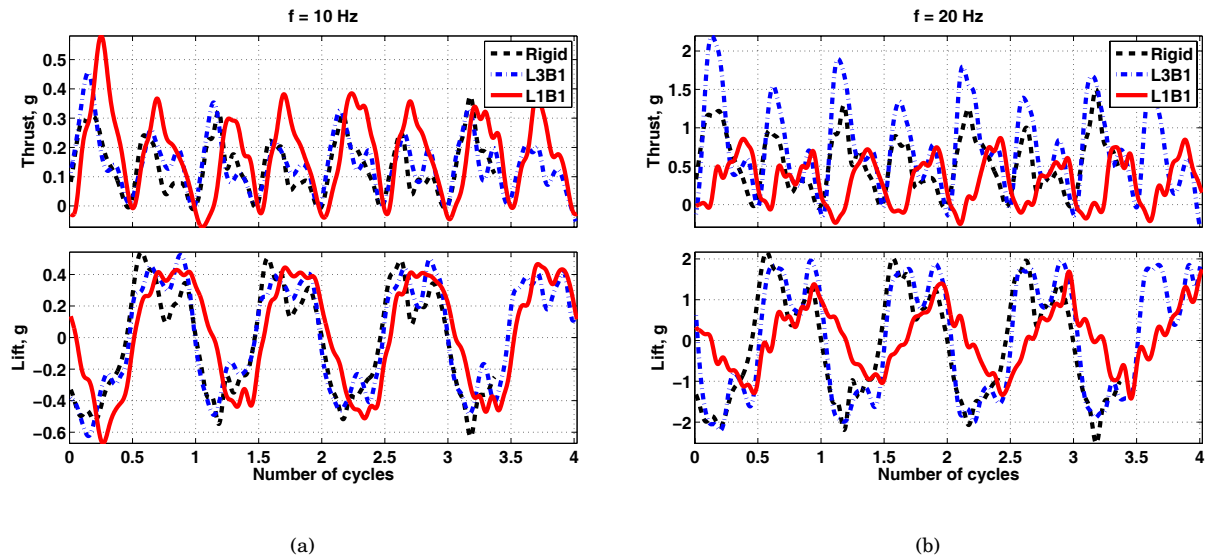 f = 10 Hz
Thrust, g
0.5
0.4
0.3
0.2
0.1
0
Rigid
L3B1
L1B1
Lift, g
0.4
0.2
0
−0.2
−0.4
−0.6
0 0.5 1 1.5 2 2.5 3 3.5 4
Number of cycles
(a)
f = 20 Hz
Thrust, g
2
1.5
1
0.5
0
Rigid
L3B1
L1B1
Lift, g
2
1
0
−1
−2
0 0.5 1 1.5 2 2.5 3 3.5 4
Number of cycles
(b)